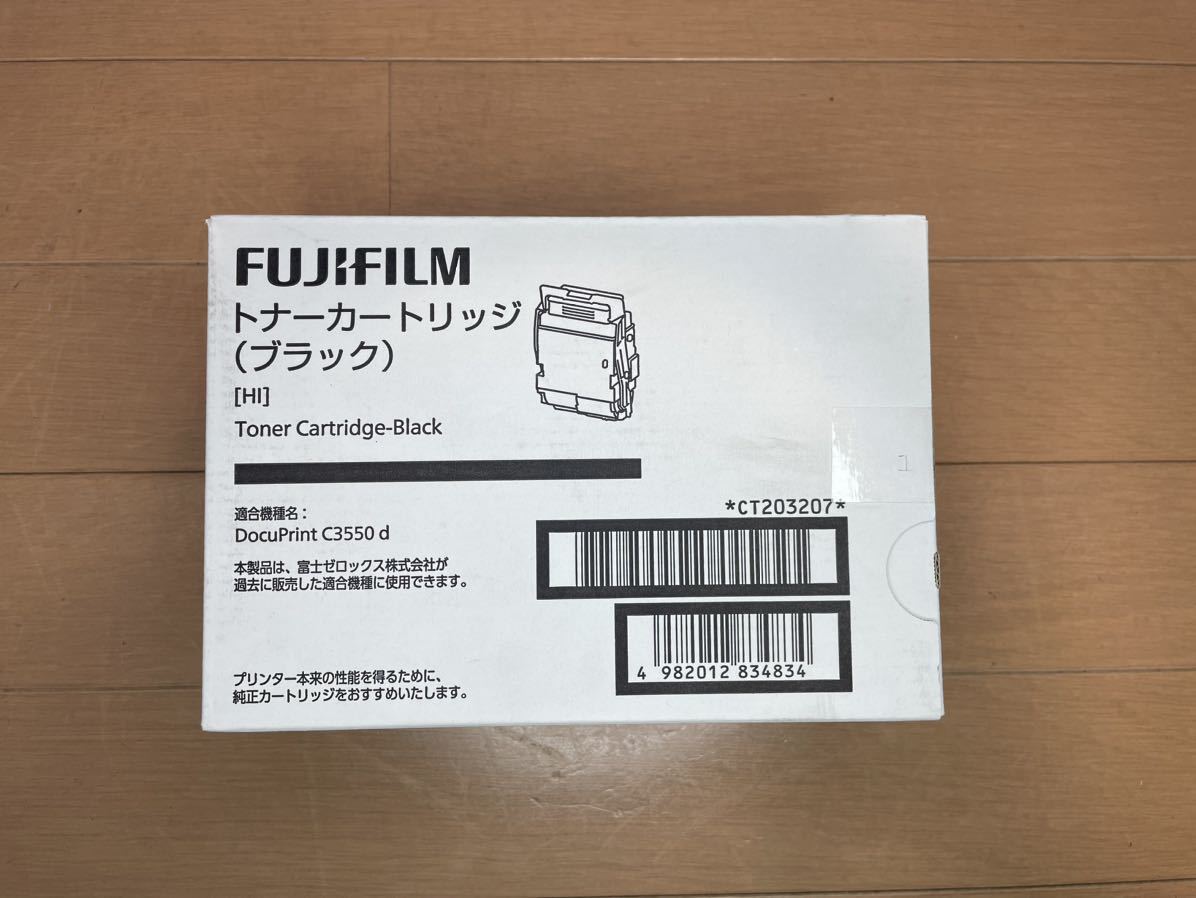 FUJIFILM
トナーカートリッジ
（ブラック）
[HI]
Toner Cartridge-Black
適合機種名：
DocuPrint C3550 d
本製品は、富士ゼロックス株式会社が
過去に販売した適合機種に使用できます。
プリンター本来の性能を得るために、
純正カートリッジをおすすめいたします。
*CT203207*
4 982012 834834
1